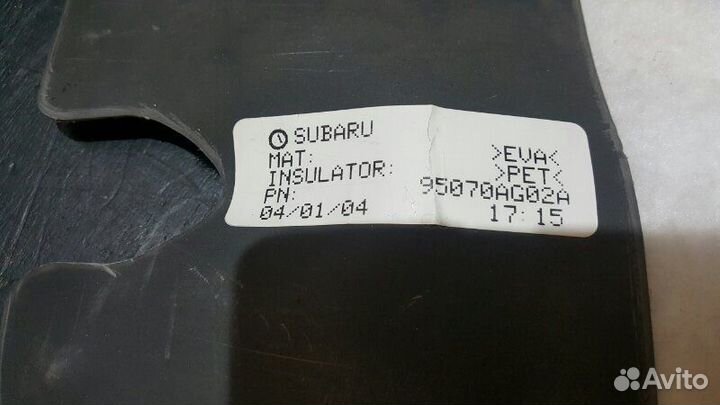 SUBARU
MAT: >EVA<
INSULATOR: >PET<
PN: 95070AG02A
04/01/04 17:15
Avito